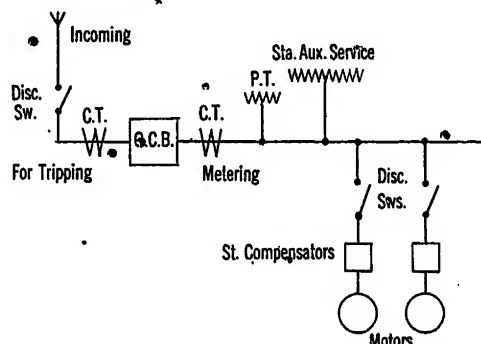 Incoming
Sta. Aux. Service
P.T.
Disc.
Sw.
C.T.
O.C.B.
C.T.
For Tripping
Metering
Disc.
Sws.
St. Compensators
Motors